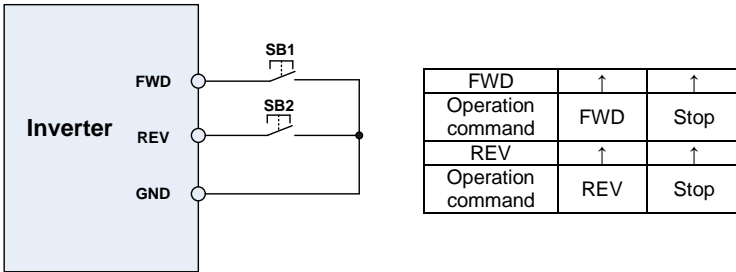 SB1
FWD
SB2
Inverter
REV
GND
FWD ↑ ↑
Operation command FWD Stop
REV ↑ ↑
Operation command REV Stop